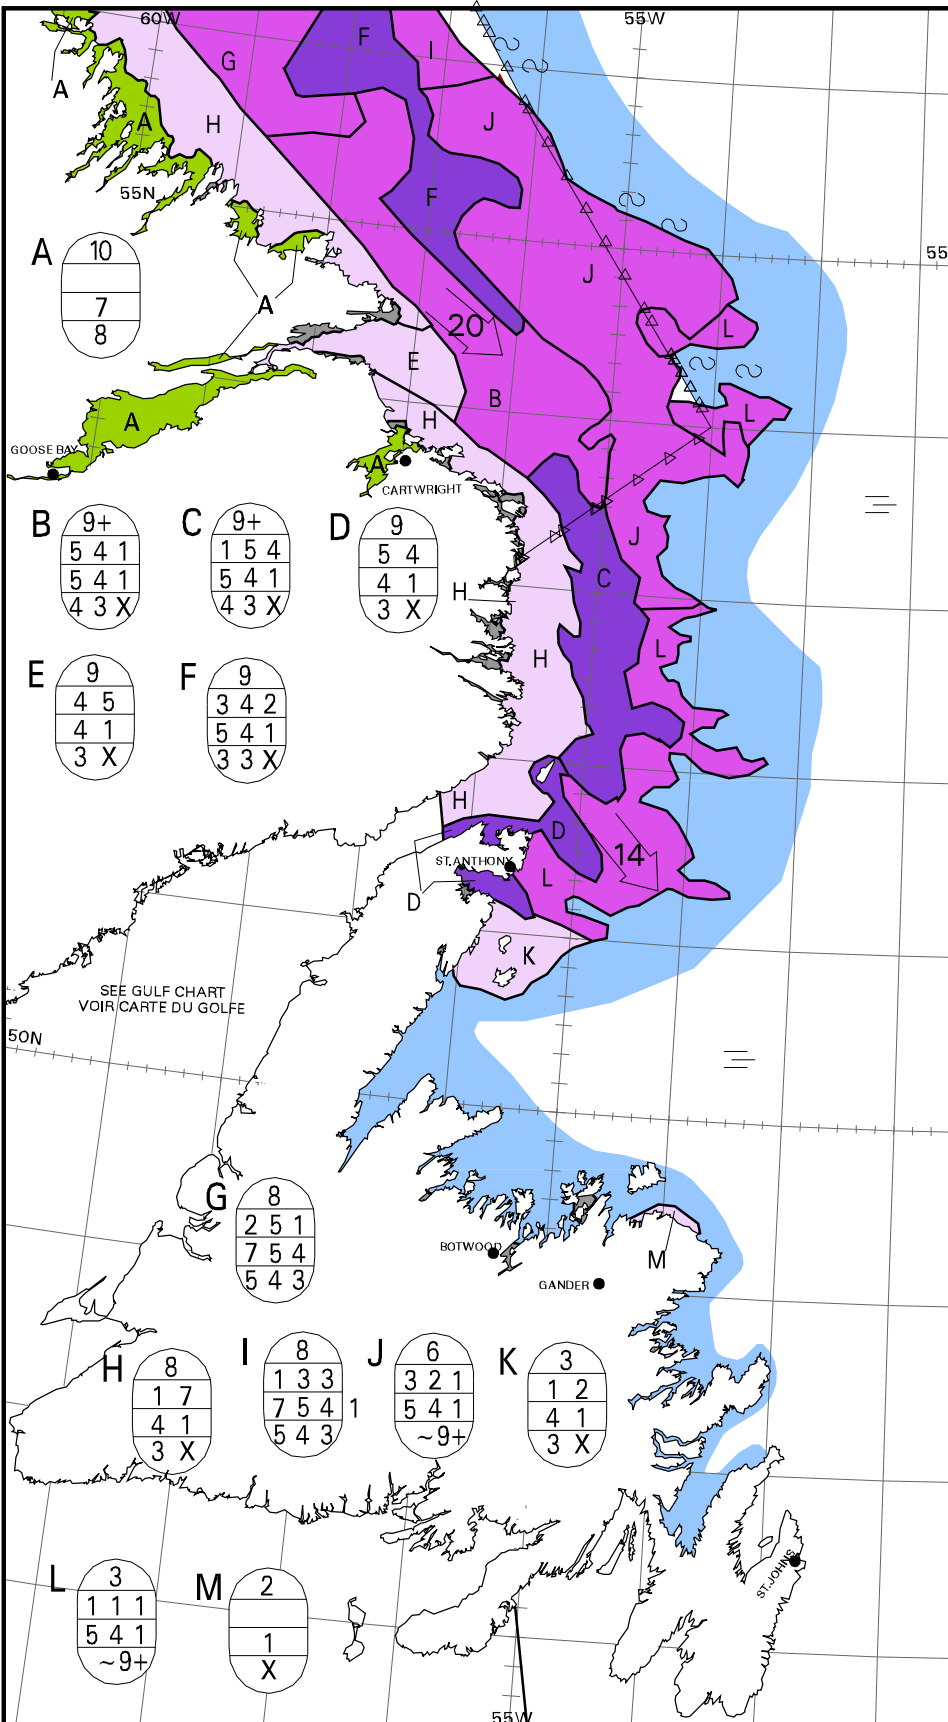 60W
55W
F
G
I
A
A
H
J
55N
F
A
10
7
8
55
J
A
20
L
E
B
H
L
A
GOOSE BAY
A
CARTWRIGHT
B
9+
5 4 1
5 4 1
4 3 X
C
9+
1 5 4
5 4 1
4 3 X
D
9
5 4
4 1
3 X
J
C
H
H
L
E
9
4 5
4 1
3 X
F
9
3 4 2
5 4 1
3 3 X
H
D
14
ST.ANTHONY
L
D
K
SEE GULF CHART
VOIR CARTE DU GOLFE
50N
G
8
2 5 1
7 5 4
5 4 3
BOTWOOD
M
GANDER
H
8
1 7
4 1
3 X
I
8
1 3 3
7 5 4 1
5 4 3
J
6
3 2 1
5 4 1
~9+
K
3
1 2
4 1
3 X
L
3
1 1 1
5 4 1
~9+
M
2
1
X
ST.JOHNS
55W